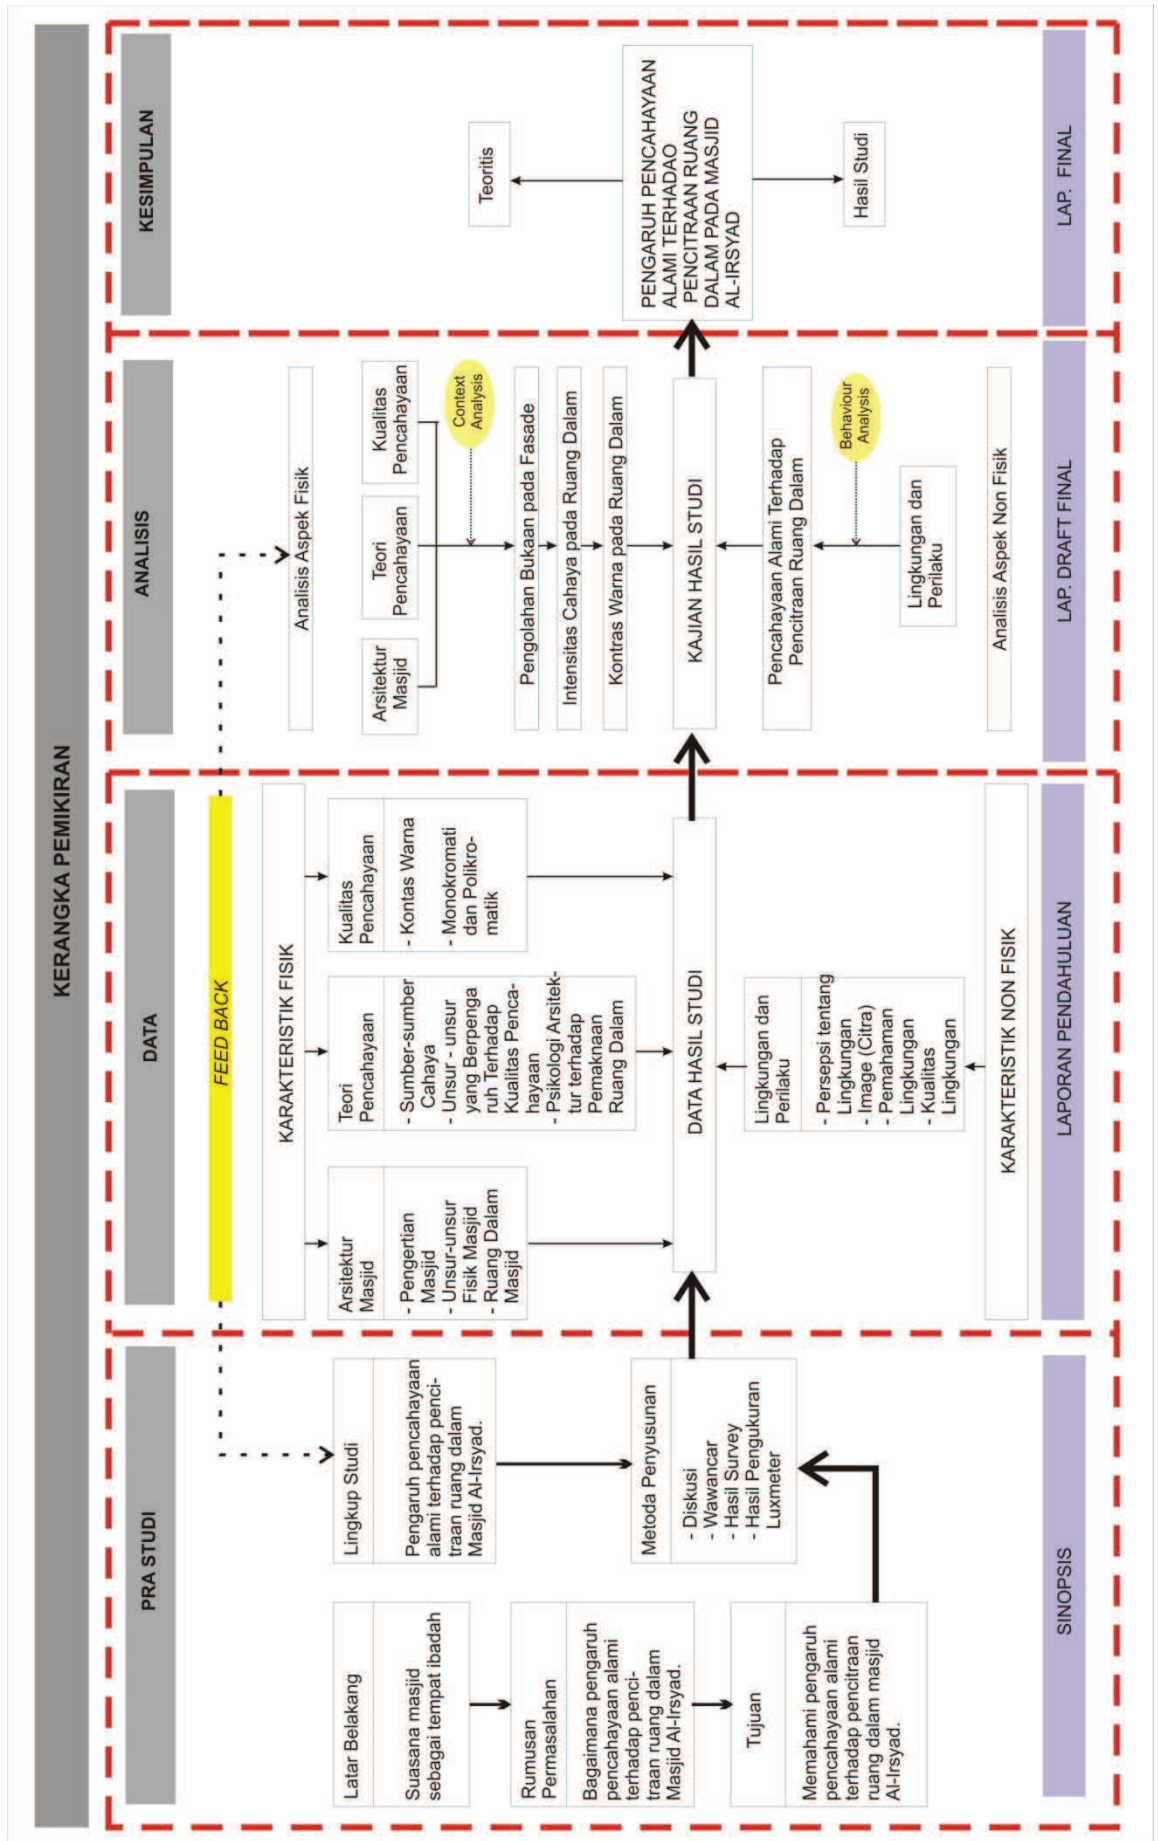 KERANGKA PEMIKIRAN
PRA STUDI
Latar Belakang
Suasana masjid
sebagai tempat ibadah
Rumusan
Permasalahan
Bagaimana pengaruh
pencahayaan alami
terhadap penci-
traan ruang dalam
Masjid Al-Irsyad.
Tujuan
Memahami pengaruh
pencahayaan alami
terhadap pencitraan
ruang dalam masjid
Al-Irsyad.
Lingkup Studi
Pengaruh pencahayaan
alami terhadap penci-
traan ruang dalam
Masjid Al-Irsyad.
Metoda Penyusunan
- Diskusi
- Wawancar
- Hasil Survey
- Hasil Pengukuran
Luxmeter
SINOPSIS
DATA
FEED BACK
KARAKTERISTIK FISIK
Arsitektur
Masjid
- Pengertian
Masjid
- Unsur-unsur
Fisik Masjid
- Ruang Dalam
Masjid
Teori
Pencahayaan
- Sumber-sumber
Cahaya
- Unsur - unsur
yang Berpenga
ruh Terhadap
Kualitas Penca-
hayaan
- Psikologi Arsitek-
tur terhadap
Pemaknaan
Ruang Dalam
Kualitas
Pencahayaan
- Kontas Warna
- Monokromati
dan Polikro-
matik
DATA HASIL STUDI
Lingkungan dan
Perilaku
- Persepsi tentang
Lingkungan
- Image (Citra)
- Pemahaman
Lingkungan
- Kualitas
Lingkungan
KARAKTERISTIK NON FISIK
LAPORAN PENDAHULUAN
ANALISIS
Analisis Aspek Fisik
Arsitektur
Masjid
Teori
Pencahayaan
Kualitas
Pencahayaan
Context
Analysis
Pengolahan Bukaan pada Fasade
Intensitas Cahaya pada Ruang Dalam
Kontras Warna pada Ruang Dalam
KAJIAN HASIL STUDI
Pencahayaan Alami Terhadap
Pencitraan Ruang Dalam
Behaviour
Analysis
Lingkungan dan
Perilaku
Analisis Aspek Non Fisik
LAP. DRAFT FINAL
KESIMPULAN
Teoritis
PENGARUH PENCAHAYAAN
ALAMI TERHADAO
PENCITRAAN RUANG
DALAM PADA MASJID
AL-IRSYAD
Hasil Studi
LAP. FINAL